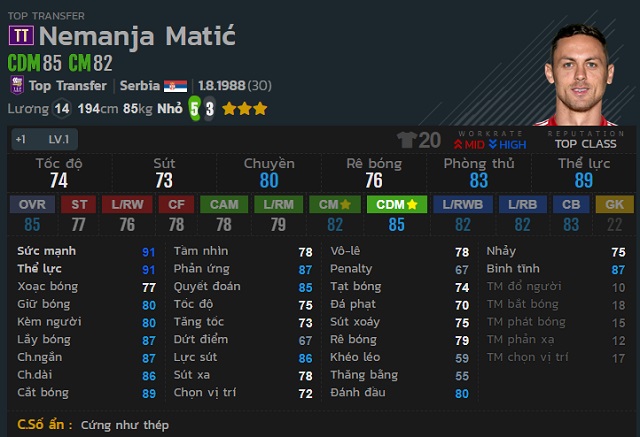 TOP TRANSFER
TT Nemanja Matić
CDM 85 CM 82
Top Transfer Serbia 1.8.1988 (30)
Lương 14 194cm 85kg Nhỏ 5 3
+1 LV.1 20 WORKRATE MID HIGH REPUTATION TOP CLASS
Tốc độ Sút Chuyền Rê bóng Phòng thủ Thể lực
74 73 80 76 83 89
OVR ST L/RW CF CAM L/RM CM CDM L/RWB L/RB CB GK
85 77 76 78 78 79 82 85 82 82 83 22
Sức mạnh 91 Tầm nhìn 78 Vô-lê 78 Nhảy 75
Thể lực 91 Phản ứng 87 Penalty 67 Bình tĩnh 87
Xoạc bóng 77 Quyết đoán 85 Tạt bóng 74 TM đổ người 10
Giữ bóng 80 Tốc độ 75 Đá phạt 70 TM bắt bóng 18
Kèm người 80 Tăng tốc 73 Sút xoáy 75 TM phát bóng 15
Lấy bóng 87 Dứt điểm 67 Rê bóng 79 TM phản xạ 12
Ch.ngắn 87 Lực sút 86 Khéo léo 59 TM chọn vị trí 17
Ch.dài 86 Sút xa 78 Thăng bằng 55
Cắt bóng 89 Chọn vị trí 72 Đánh đầu 80
C.Số ẩn : Cứng như thép